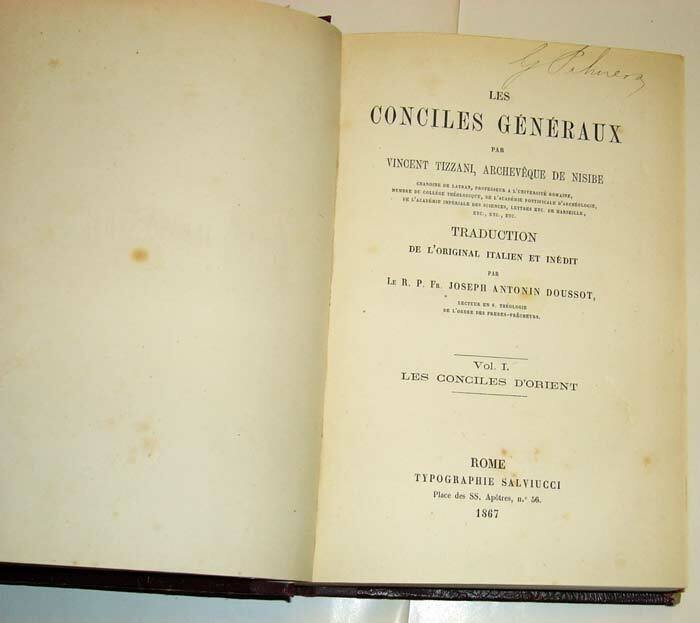 LES
CONCILES GÉNÉRAUX
PAR
VINCENT TIZZANI, ARCHEVÊQUE DE NISIBE
CHANOINE DE LATRAN, PROFESSEUR A L'UNIVERSITÉ ROMAINE,
MEMBRE DU COLLÉGE THÉOLOGIQUE, DE L'ACADÉMIE PONTIFICALE D'ARCHÉOLOGIE,
DE L'ACADÉMIE IMPÉRIALE DES SCIENCES, LETTRES ETC. DE MARSEILLE,
ETC., ETC., ETC.
TRADUCTION
DE L'ORIGINAL ITALIEN ET INÉDIT
PAR
LE R. P. FR. JOSEPH ANTONIN DOUSSOT,
LECTEUR EN S. THÉOLOGIE
DE L'ORDRE DES FRERES-PRÊCHEURS.
Vol. I.
LES CONCILES D'ORIENT
ROME
TYPOGRAPHIE SALVIUCCI
Place des SS. Apôtres, n.° 56.
1867